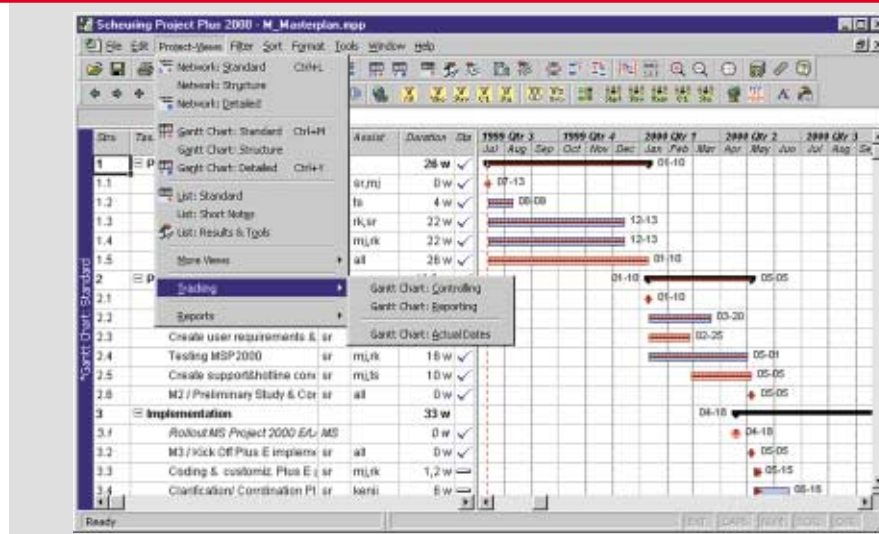 Scheuring Project Plus 2000 - M_Masterplan.mpp
File Edit Project-Views Filter Sort Format Tools Window Help
Network: Standard Ctrl+L
Network: Structure
Network: Detailed
Gantt Chart: Standard Ctrl+M
Gantt Chart: Structure
Gantt Chart: Detailed Ctrl+Y
List: Standard
List: Short Notes
List: Results & Tools
More Views
Tracking
Reports
Gantt Chart: Controlling
Gantt Chart: Reporting
Gantt Chart: Actual Dates
Gantt Chart: Standard
Assist Duration Sta 1999 Qtr 3 1999 Qtr 4 2000 Qtr 1 2000 Qtr 2 2000 Qtr 3
Jul Aug Sep Oct Nov Dec Jan Feb Mar Apr May Jun Jul Aug
1 P 26 w 01-10
1.1 sr,mj 0 w 07-13
1.2 ts 4 w 08-09
1.3 rk,sr 22 w 12-13
1.4 mj,rk 22 w 12-13
1.5 all 26 w 01-10
2 P 01-10 05-05
2.1 01-10
2.2 03-20
2.3 Create user requirements & sr 02-25
2.4 Testing MSP2000 sr mj,rk 16 w 05-01
2.5 Create support&hotline conc sr mj,ts 10 w 05-05
2.6 M2 / Preliminary Study & Cor sr all 0 w 05-05
3 Implementation 33 w 04-18
3.1 Rollout MS Project 2000 MS 0 w 04-18
3.2 M3 / Kick Off Plus E impleme sr all 0 w 05-05
3.3 Coding & customiz. Plus E sr mj,rk 1,2 w 05-15
3.4 sr 6 w 05-16
Ready